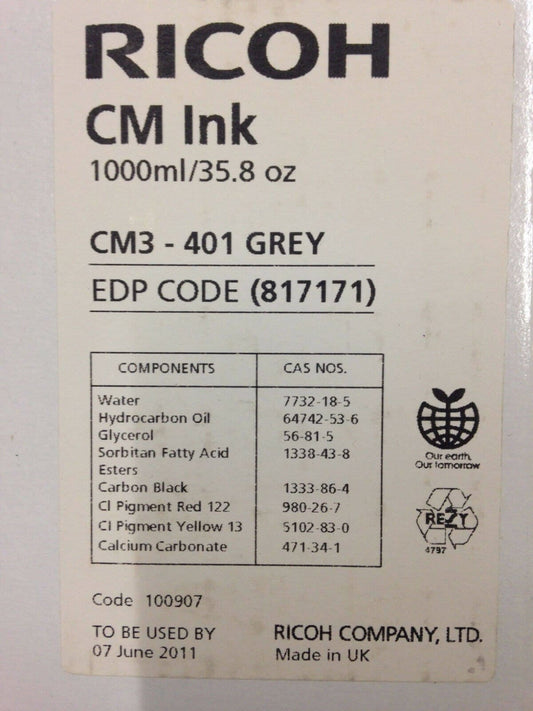 RICOH
CM Ink
1000ml/35.8 oz
CM3 - 401 GREY
EDP CODE (817171)
COMPONENTS CAS NOS.
Water 7732-18-5
Hydrocarbon Oil 64742-53-6
Glycerol 56-81-5
Sorbitan Fatty Acid 1338-43-8
Esters
Carbon Black 1333-86-4
CI Pigment Red 122 980-26-7
CI Pigment Yellow 13 5102-83-0
Calcium Carbonate 471-34-1
Our earth,
Our tomorrow
REZY
4797
Code 100907
TO BE USED BY
07 June 2011
RICOH COMPANY, LTD.
Made in UK